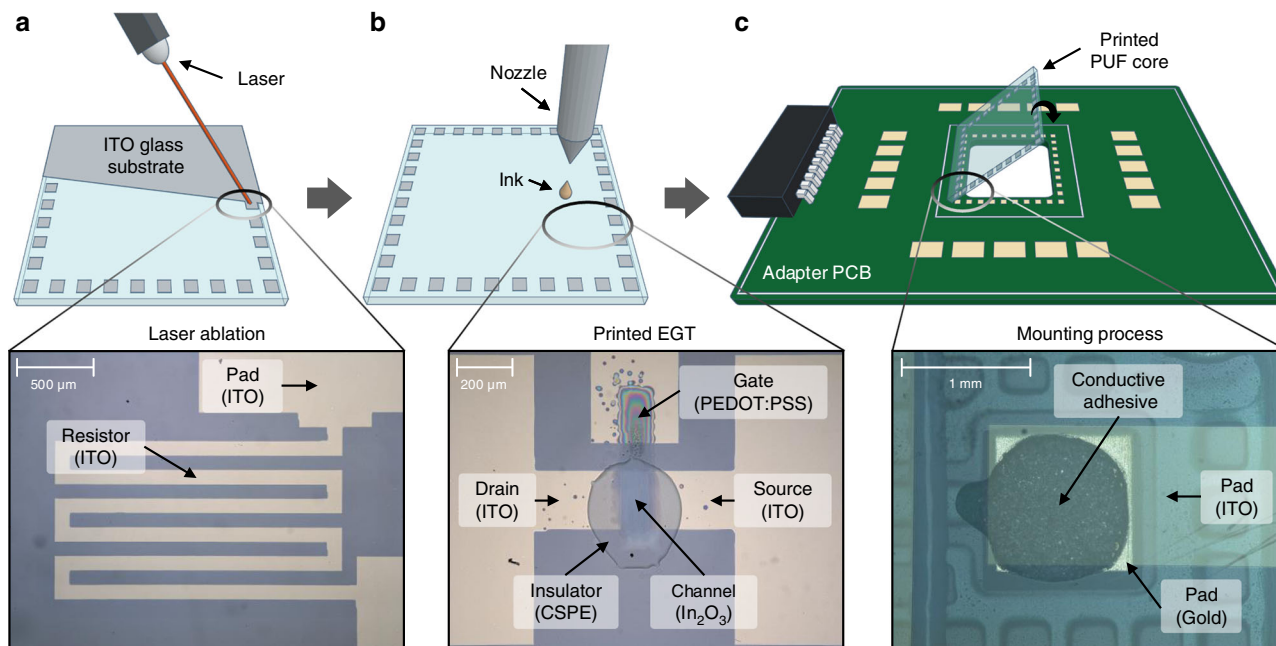 a
Laser
ITO glass
substrate
b
Nozzle
Ink
c
Printed
PUF core
Adapter PCB
Laser ablation
500 µm
Pad
(ITO)
Resistor
(ITO)
Printed EGT
200 µm
Gate
(PEDOT:PSS)
Drain
(ITO)
Source
(ITO)
Insulator
(CSPE)
Channel
(In₂O₃)
Mounting process
1 mm
Conductive
adhesive
Pad
(ITO)
Pad
(Gold)